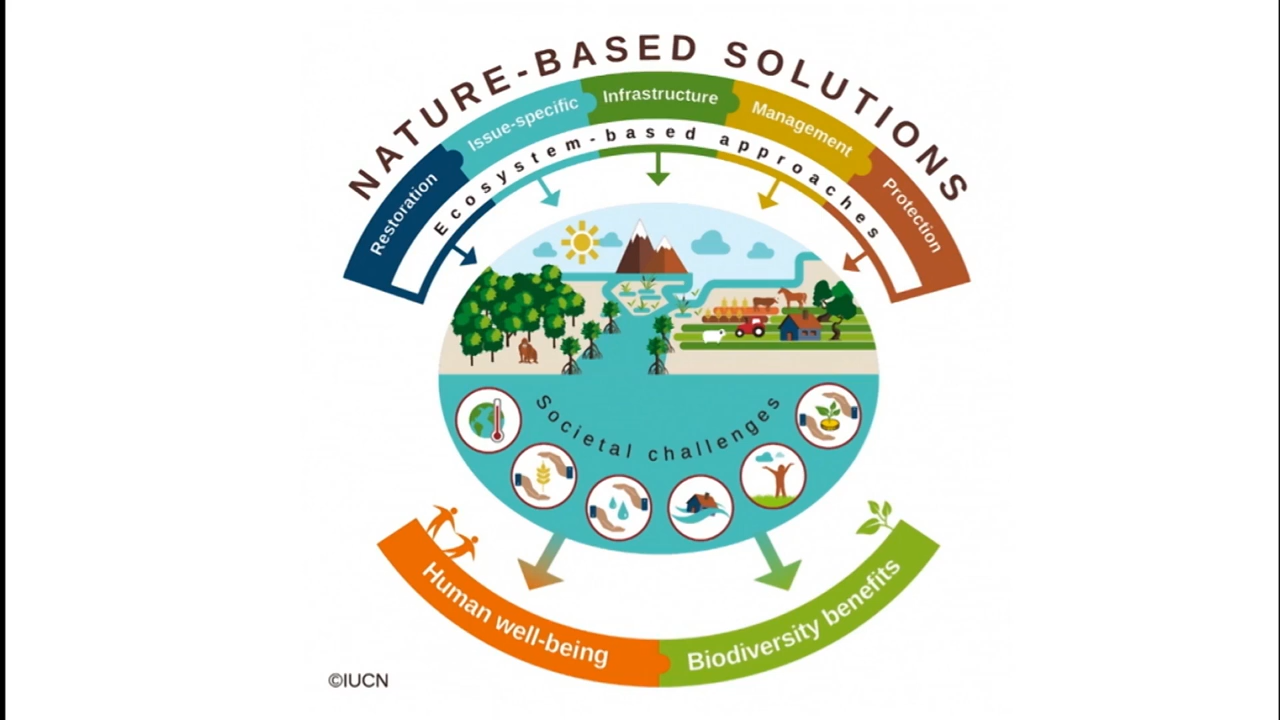 NATURE-BASED SOLUTIONS
Restoration
Issue-specific
Infrastructure
Management
Protection
Ecosystem-based approaches
Societal challenges
Human well-being
Biodiversity benefits
©IUCN